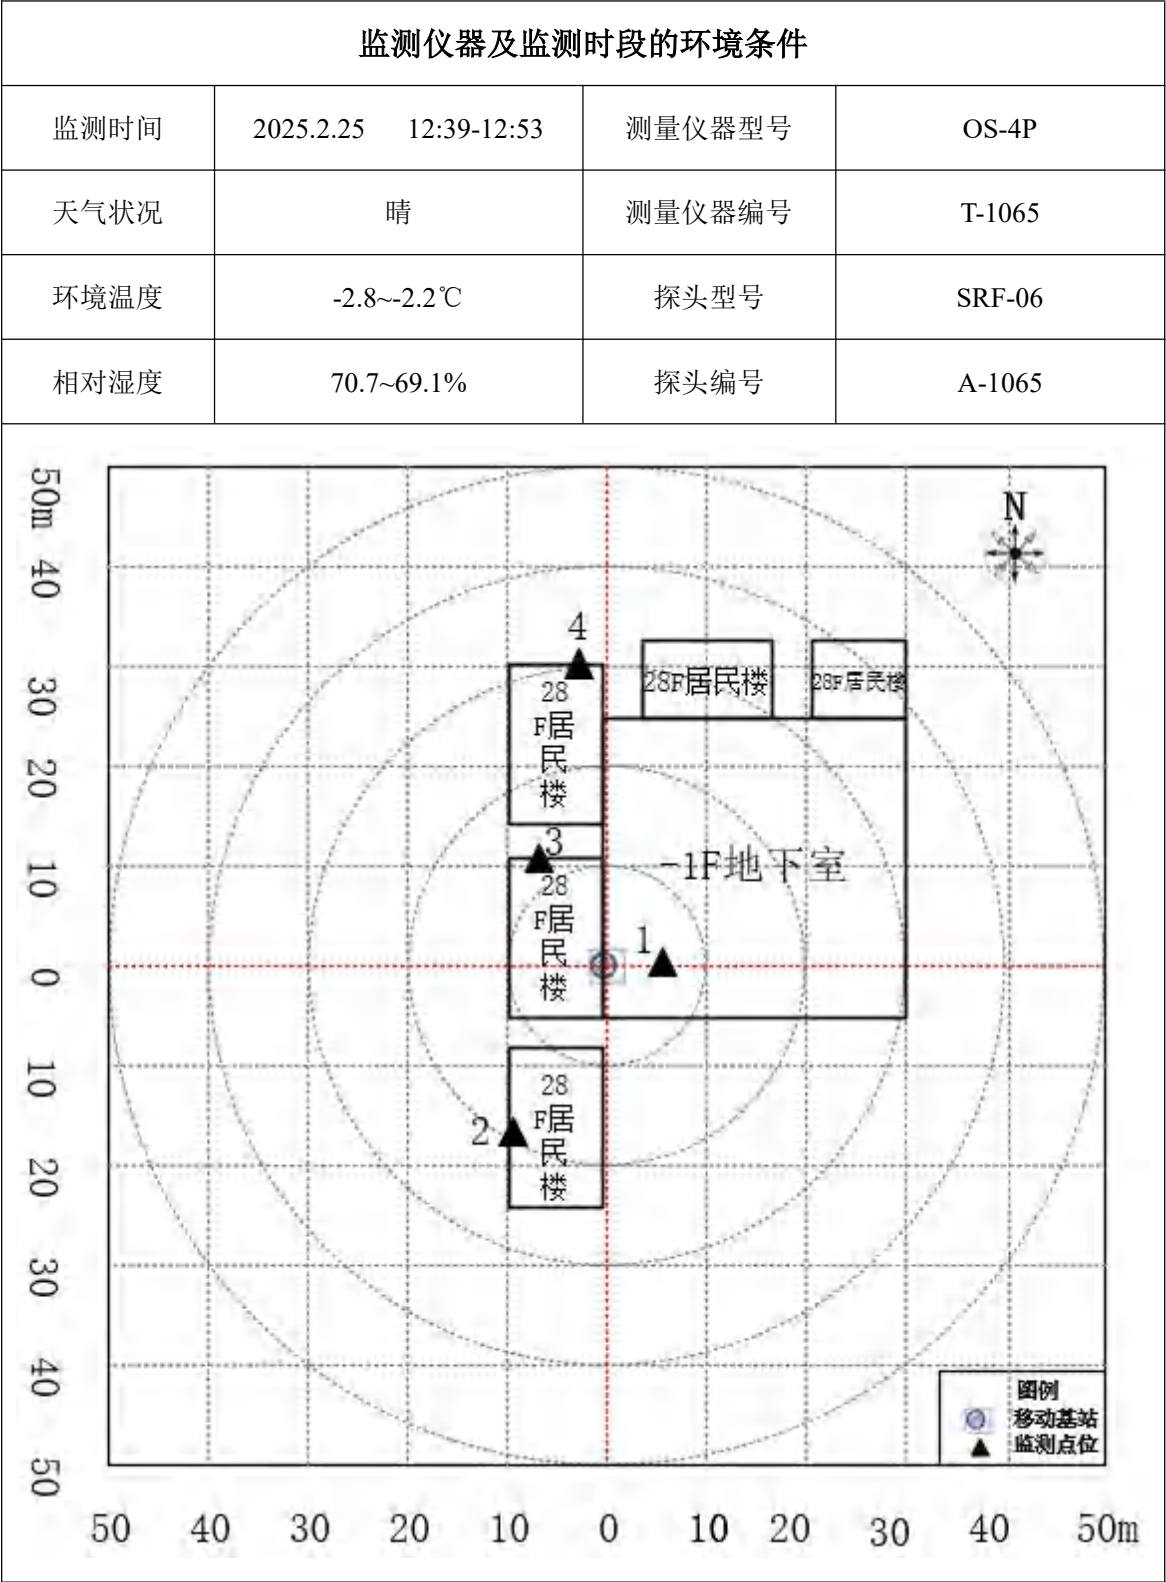 监测仪器及监测时段的环境条件
监测时间 2025.2.25 12:39-12:53 测量仪器型号 OS-4P
天气状况 晴 测量仪器编号 T-1065
环境温度 -2.8~-2.2℃ 探头型号 SRF-06
相对湿度 70.7~69.1% 探头编号 A-1065
50m
40
30
20
10
0
10
20
30
40
50
N
4
28F居民楼
28F居民楼
28
F居
民
楼
3
-1F地下室
28
F居
民
楼
1
28
F居
民
楼
2
图例
移动基站
监测点位
50 40 30 20 10 0 10 20 30 40 50m